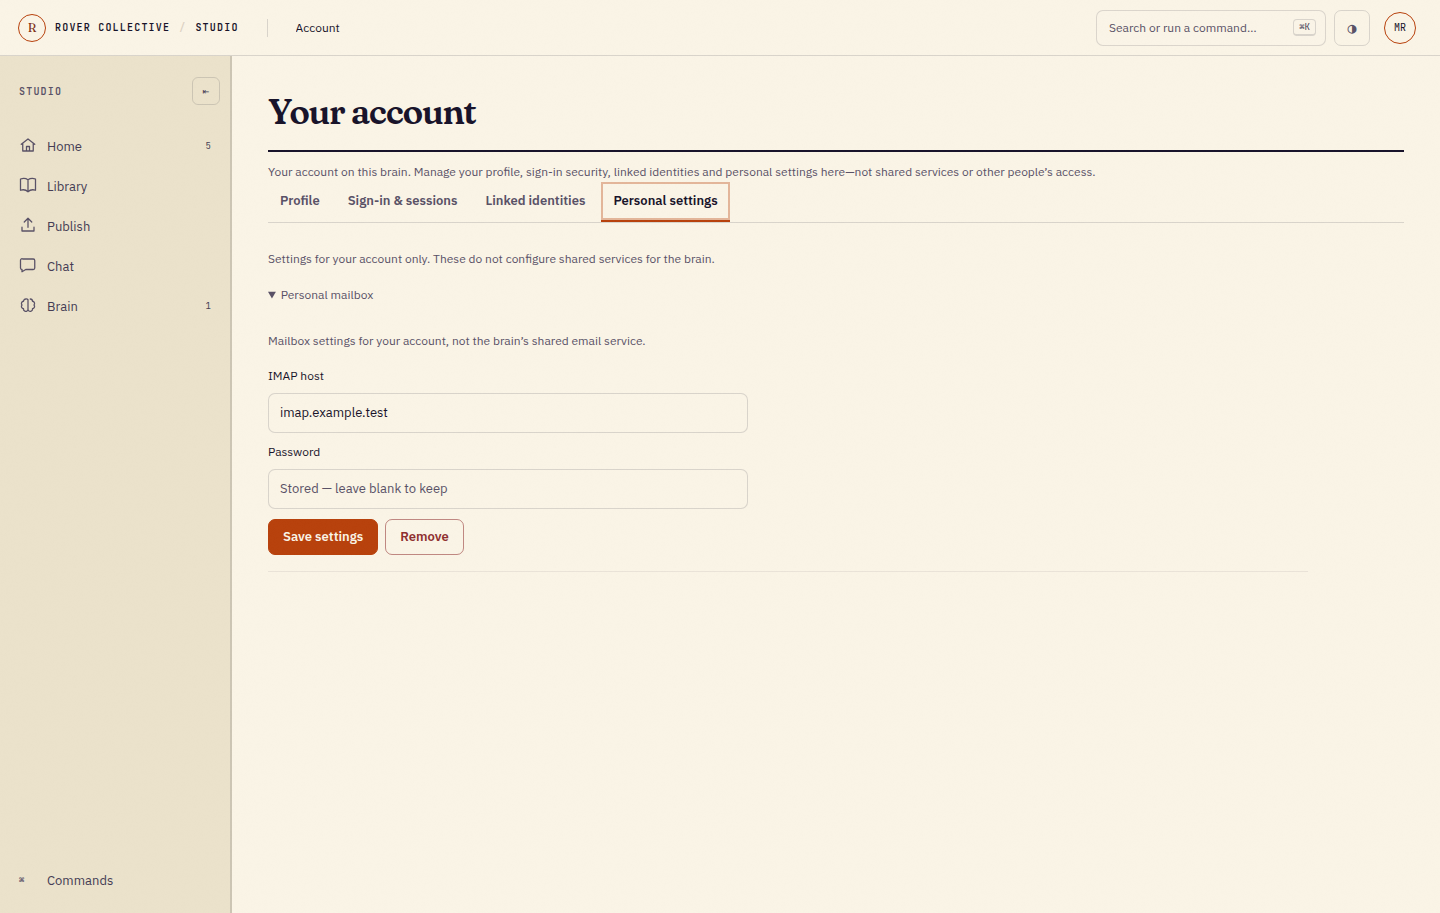 R ROVER COLLECTIVE / STUDIO
Account
Search or run a command...
⌘K
MR
STUDIO
Home 5
Library
Publish
Chat
Brain 1
⌘ Commands
Your account
Your account on this brain. Manage your profile, sign-in security, linked identities and personal settings here—not shared services or other people’s access.
Profile Sign-in & sessions Linked identities Personal settings
Settings for your account only. These do not configure shared services for the brain.
▼ Personal mailbox
Mailbox settings for your account, not the brain’s shared email service.
IMAP host
imap.example.test
Password
Stored — leave blank to keep
Save settings Remove